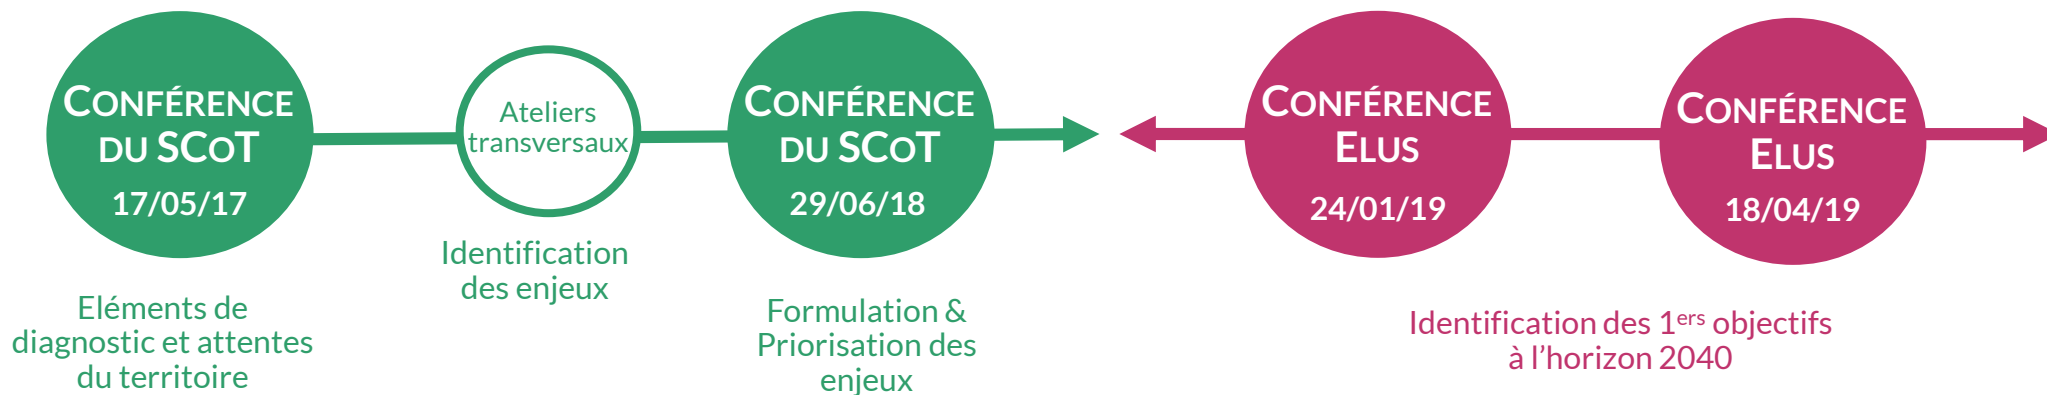 CONFÉRENCE
DU SCOT
17/05/17
Eléments de
diagnostic et attentes
du territoire
Ateliers
transversaux
Identification
des enjeux
CONFÉRENCE
DU SCOT
29/06/18
Formulation &
Priorisation des
enjeux
CONFÉRENCE
ELUS
24/01/19
CONFÉRENCE
ELUS
18/04/19
Identification des 1ers objectifs
à l’horizon 2040